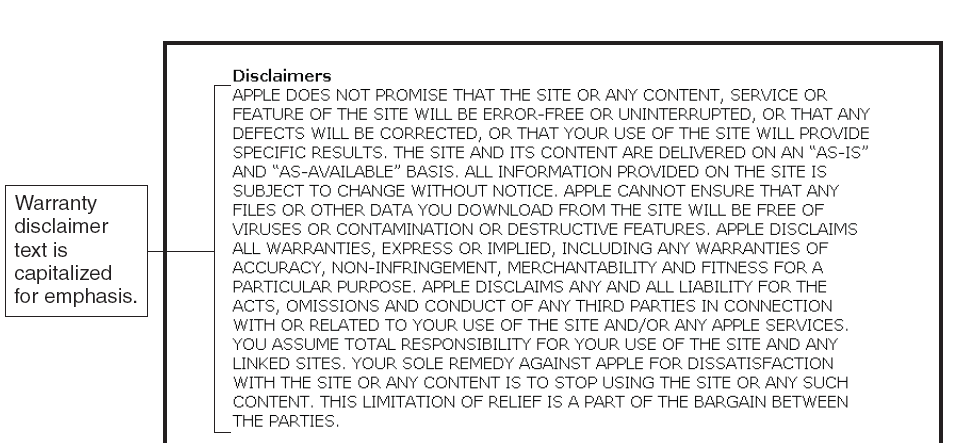 Disclaimers
APPLE DOES NOT PROMISE THAT THE SITE OR ANY CONTENT, SERVICE OR
FEATURE OF THE SITE WILL BE ERROR-FREE OR UNINTERRUPTED, OR THAT ANY
DEFECTS WILL BE CORRECTED, OR THAT YOUR USE OF THE SITE WILL PROVIDE
SPECIFIC RESULTS. THE SITE AND ITS CONTENT ARE DELIVERED ON AN “AS-IS”
AND “AS-AVAILABLE” BASIS. ALL INFORMATION PROVIDED ON THE SITE IS
SUBJECT TO CHANGE WITHOUT NOTICE. APPLE CANNOT ENSURE THAT ANY
FILES OR OTHER DATA YOU DOWNLOAD FROM THE SITE WILL BE FREE OF
VIRUSES OR CONTAMINATION OR DESTRUCTIVE FEATURES. APPLE DISCLAIMS
ALL WARRANTIES, EXPRESS OR IMPLIED, INCLUDING ANY WARRANTIES OF
ACCURACY, NON-INFRINGEMENT, MERCHANTABILITY AND FITNESS FOR A
PARTICULAR PURPOSE. APPLE DISCLAIMS ANY AND ALL LIABILITY FOR THE
ACTS, OMISSIONS AND CONDUCT OF ANY THIRD PARTIES IN CONNECTION
WITH OR RELATED TO YOUR USE OF THE SITE AND/OR ANY APPLE SERVICES.
YOU ASSUME TOTAL RESPONSIBILITY FOR YOUR USE OF THE SITE AND ANY
LINKED SITES. YOUR SOLE REMEDY AGAINST APPLE FOR DISSATISFACTION
WITH THE SITE OR ANY CONTENT IS TO STOP USING THE SITE OR ANY SUCH
CONTENT. THIS LIMITATION OF RELIEF IS A PART OF THE BARGAIN BETWEEN
THE PARTIES.
Warranty
disclaimer
text is
capitalized
for emphasis.